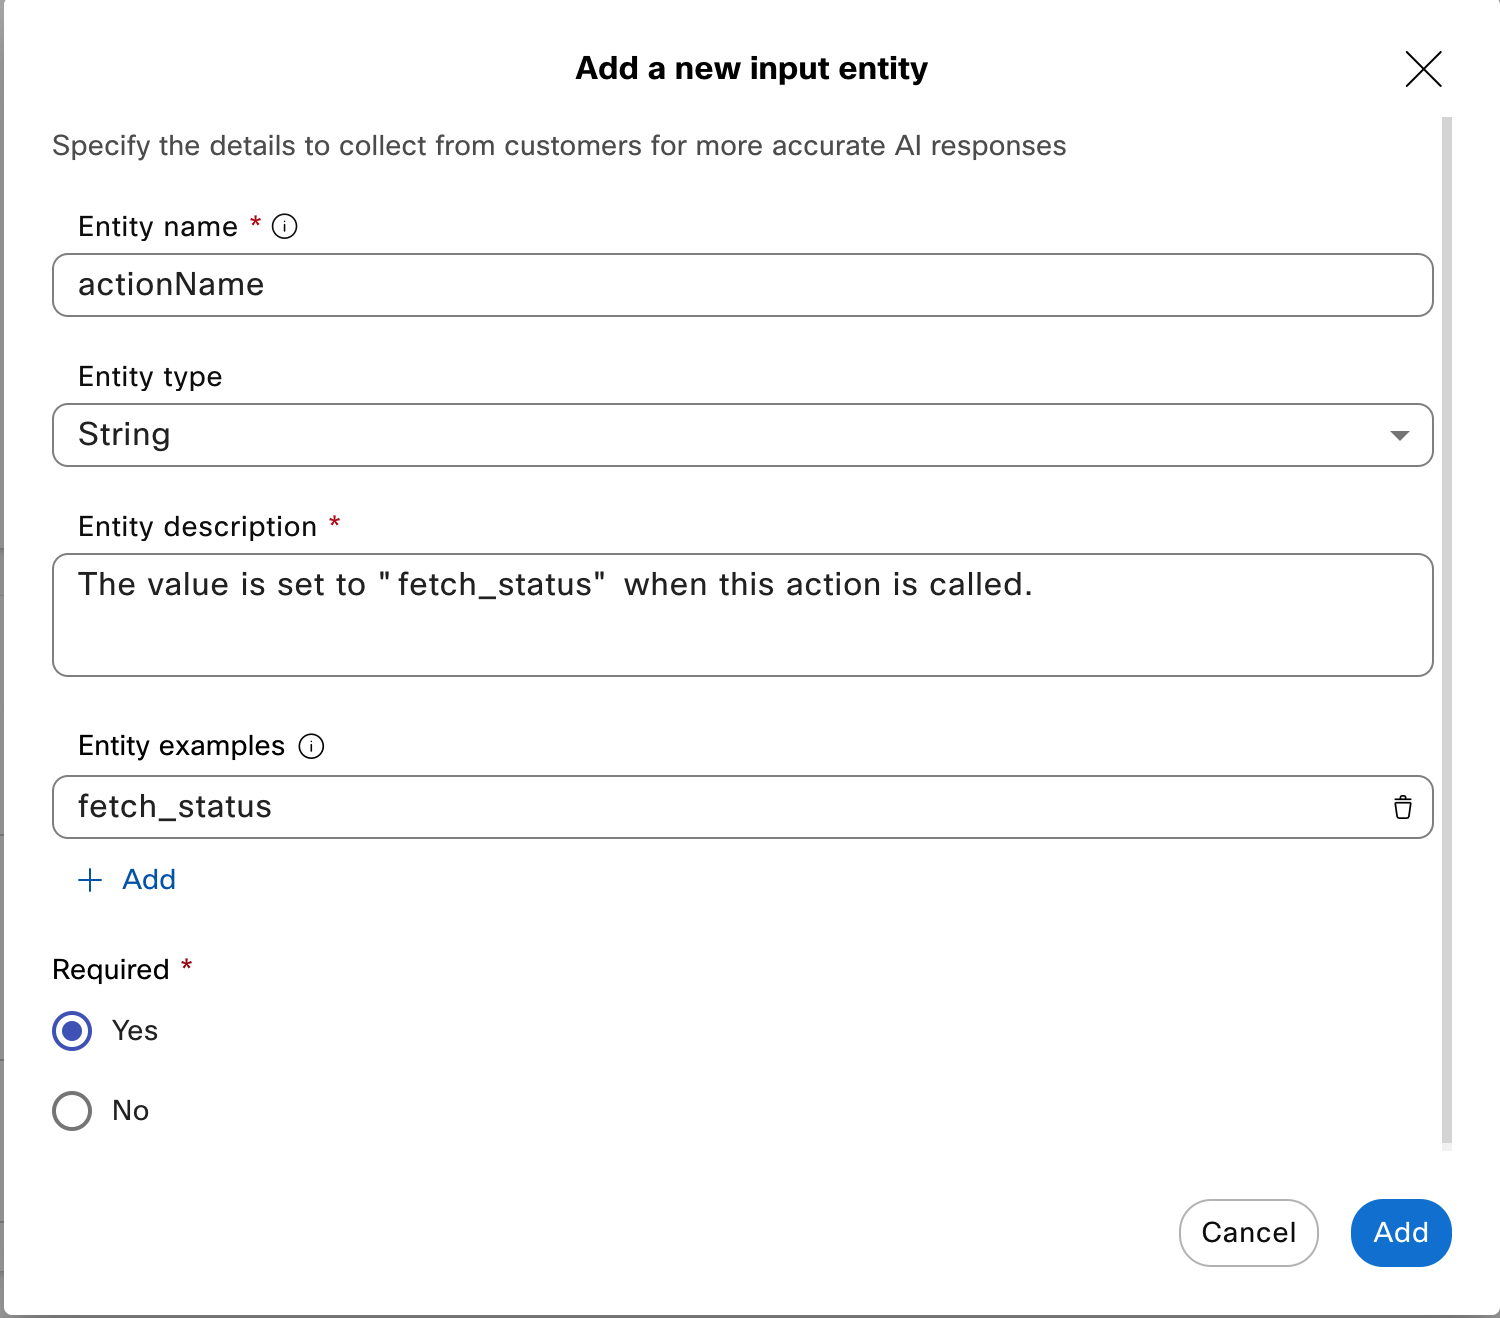 Add a new input entity
Specify the details to collect from customers for more accurate AI responses
Entity name *
actionName
Entity type
String
Entity description *
The value is set to "fetch_status" when this action is called.
Entity examples
fetch_status
+ Add
Required *
Yes
No
Cancel
Add